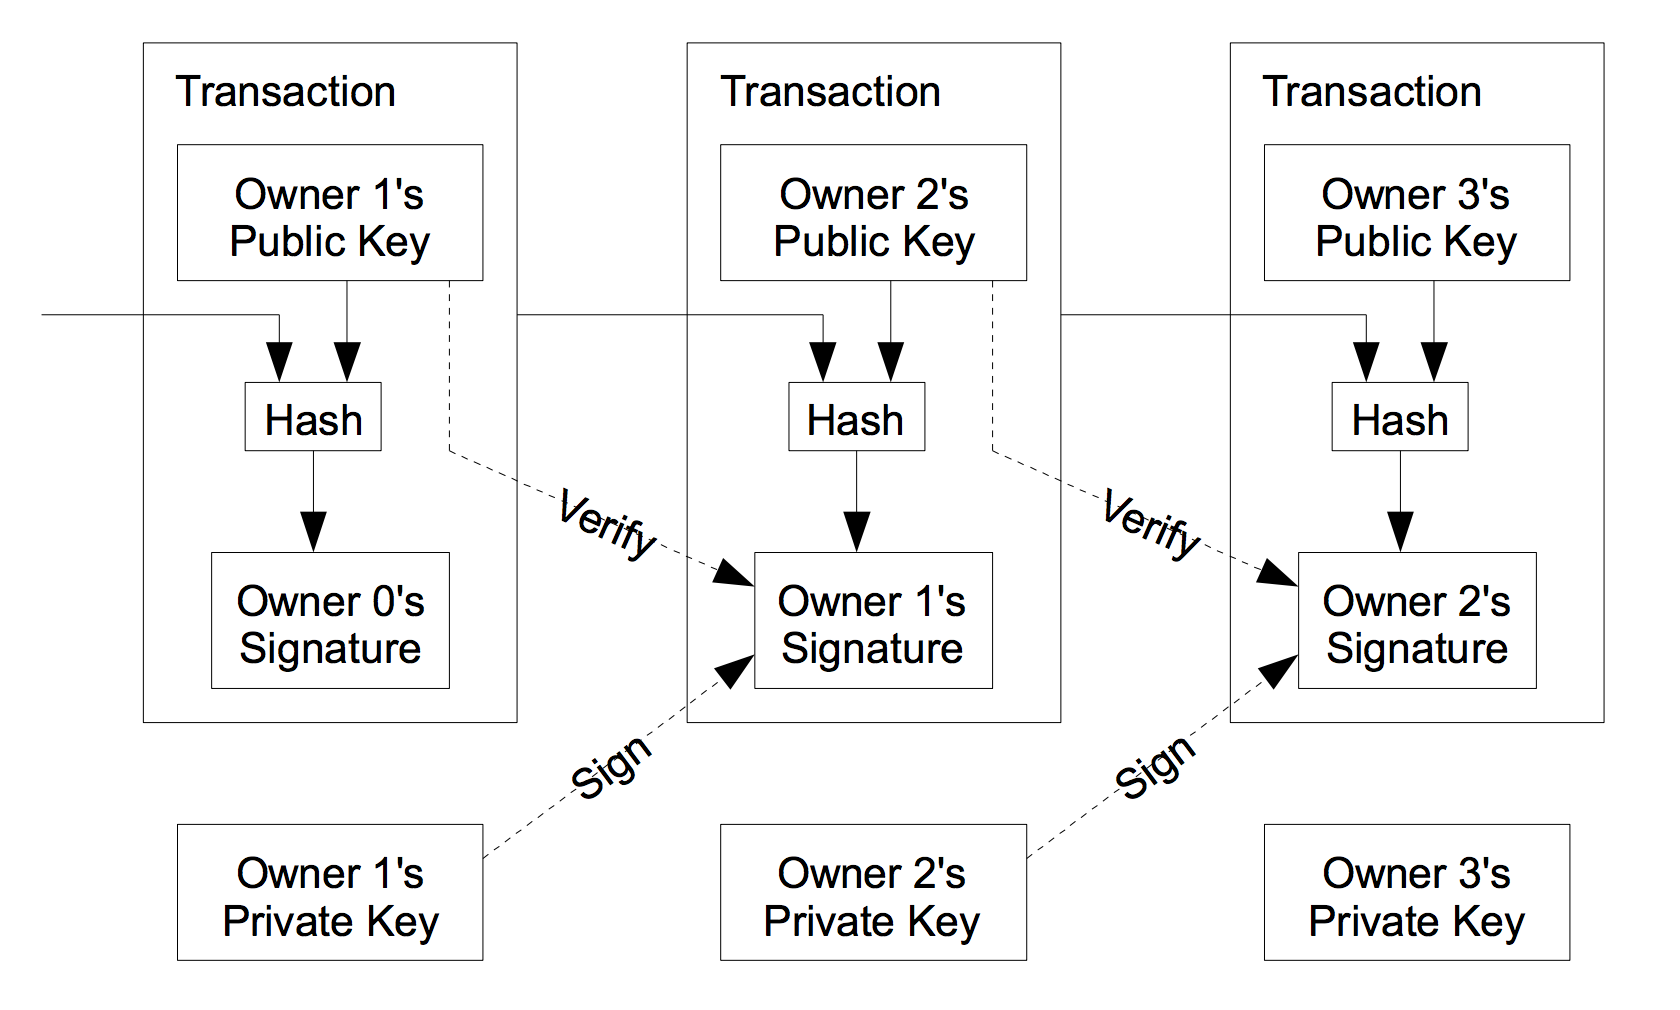 Transaction
Transaction
Transaction
Owner 1's
Public Key
Owner 2's
Public Key
Owner 3's
Public Key
Hash
Hash
Hash
Verify
Verify
Owner 0's
Signature
Owner 1's
Signature
Owner 2's
Signature
Sign
Sign
Owner 1's
Private Key
Owner 2's
Private Key
Owner 3's
Private Key